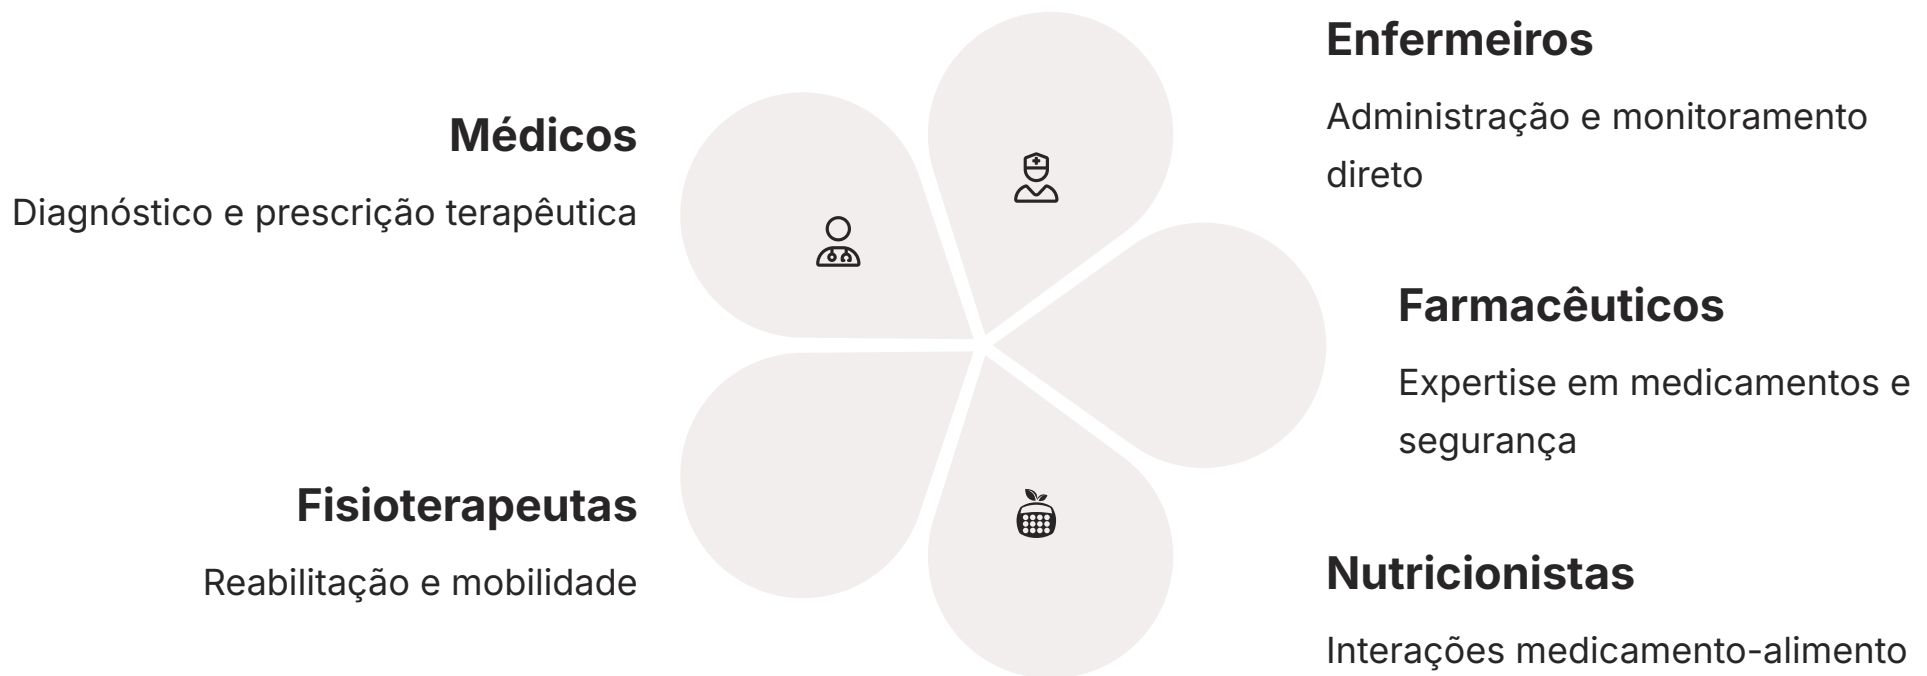 Médicos
Diagnóstico e prescrição terapêutica
Enfermeiros
Administração e monitoramento
direto
Farmacêuticos
Expertise em medicamentos e
segurança
Nutricionistas
Interações medicamento-alimento
Fisioterapeutas
Reabilitação e mobilidade